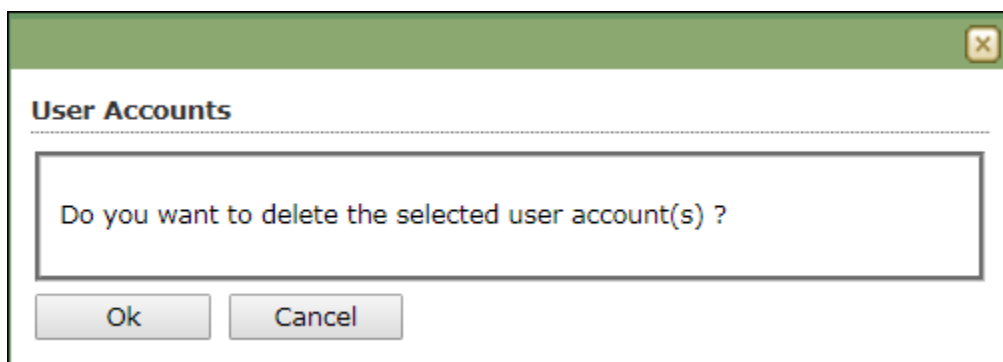 User Accounts
Do you want to delete the selected user account(s) ?
Ok Cancel